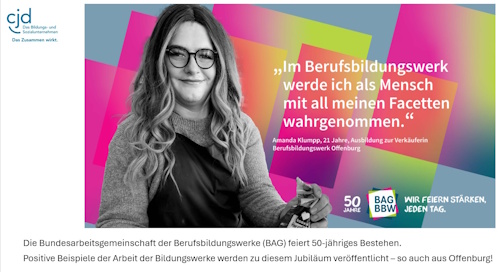 cjd
Das Bildungs- und
Sozialunternehmen
Das Zusammen wirkt.
„Im Berufsbildungswerk
werde ich als Mensch
mit all meinen Facetten
wahrgenommen.“
Amanda Klumpp, 21 Jahre, Ausbildung zur Verkäuferin
Berufsbildungswerk Offenburg
50
JAHRE
BAG
BBW
WIR FEIERN STÄRKEN,
JEDEN TAG.
Die Bundesarbeitsgemeinschaft der Berufsbildungswerke (BAG) feiert 50-jähriges Bestehen.
Positive Beispiele der Arbeit der Bildungswerke werden zu diesem Jubiläum veröffentlicht – so auch aus Offenburg!